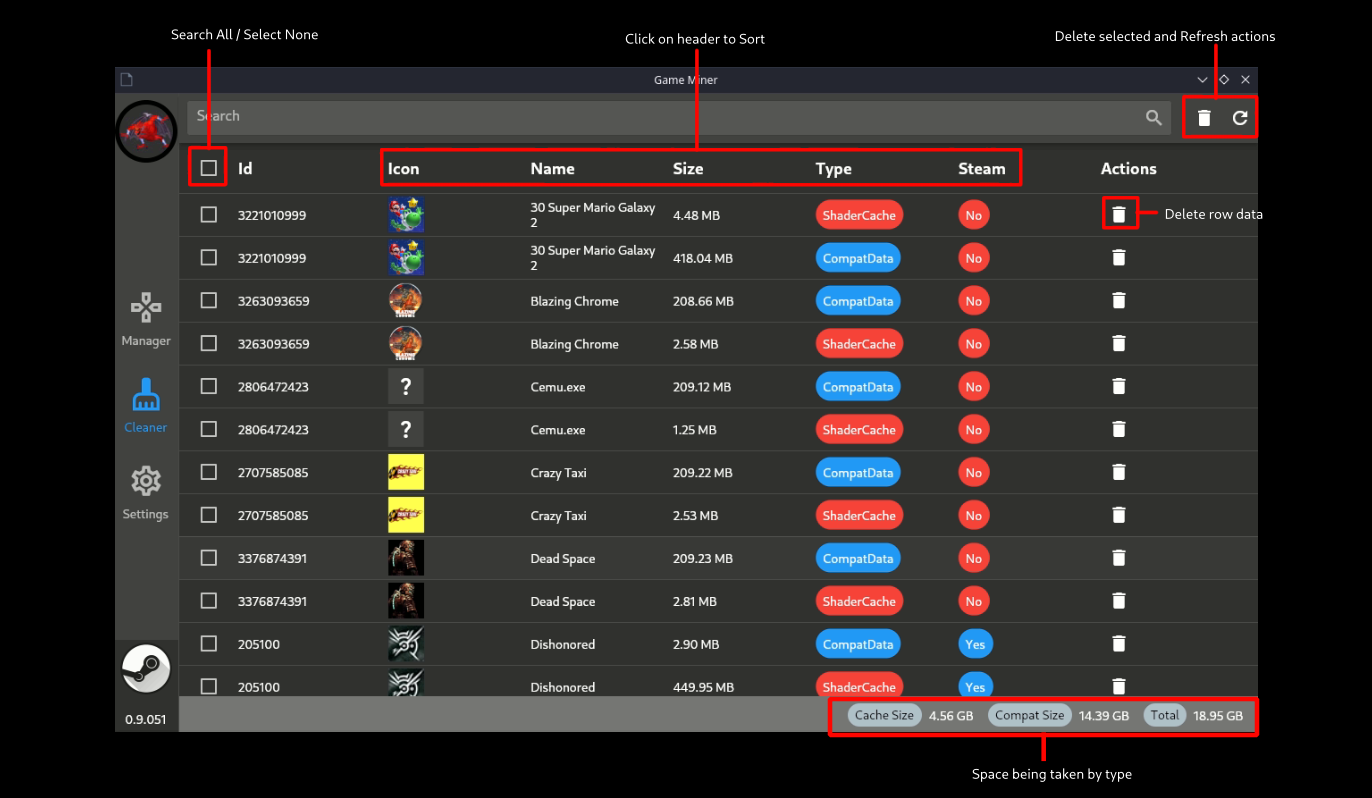 Search All / Select None
Click on header to Sort
Delete selected and Refresh actions
Game Miner
Search
Id Icon Name Size Type Steam Actions
3221010999 30 Super Mario Galaxy 2 4.48 MB ShaderCache No
Delete row data
3221010999 30 Super Mario Galaxy 2 418.04 MB CompatData No
3263093659 Blazing Chrome 208.66 MB CompatData No
3263093659 Blazing Chrome 2.58 MB ShaderCache No
2806472423 ? Cemu.exe 209.12 MB CompatData No
2806472423 ? Cemu.exe 1.25 MB ShaderCache No
2707585085 Crazy Taxi 209.22 MB CompatData No
2707585085 Crazy Taxi 2.53 MB ShaderCache No
3376874391 Dead Space 209.23 MB CompatData No
3376874391 Dead Space 2.81 MB ShaderCache No
205100 Dishonored 2.90 MB CompatData Yes
205100 Dishonored 449.95 MB ShaderCache Yes
Manager
Cleaner
Settings
0.9.051
Cache Size 4.56 GB Compat Size 14.39 GB Total 18.95 GB
Space being taken by type